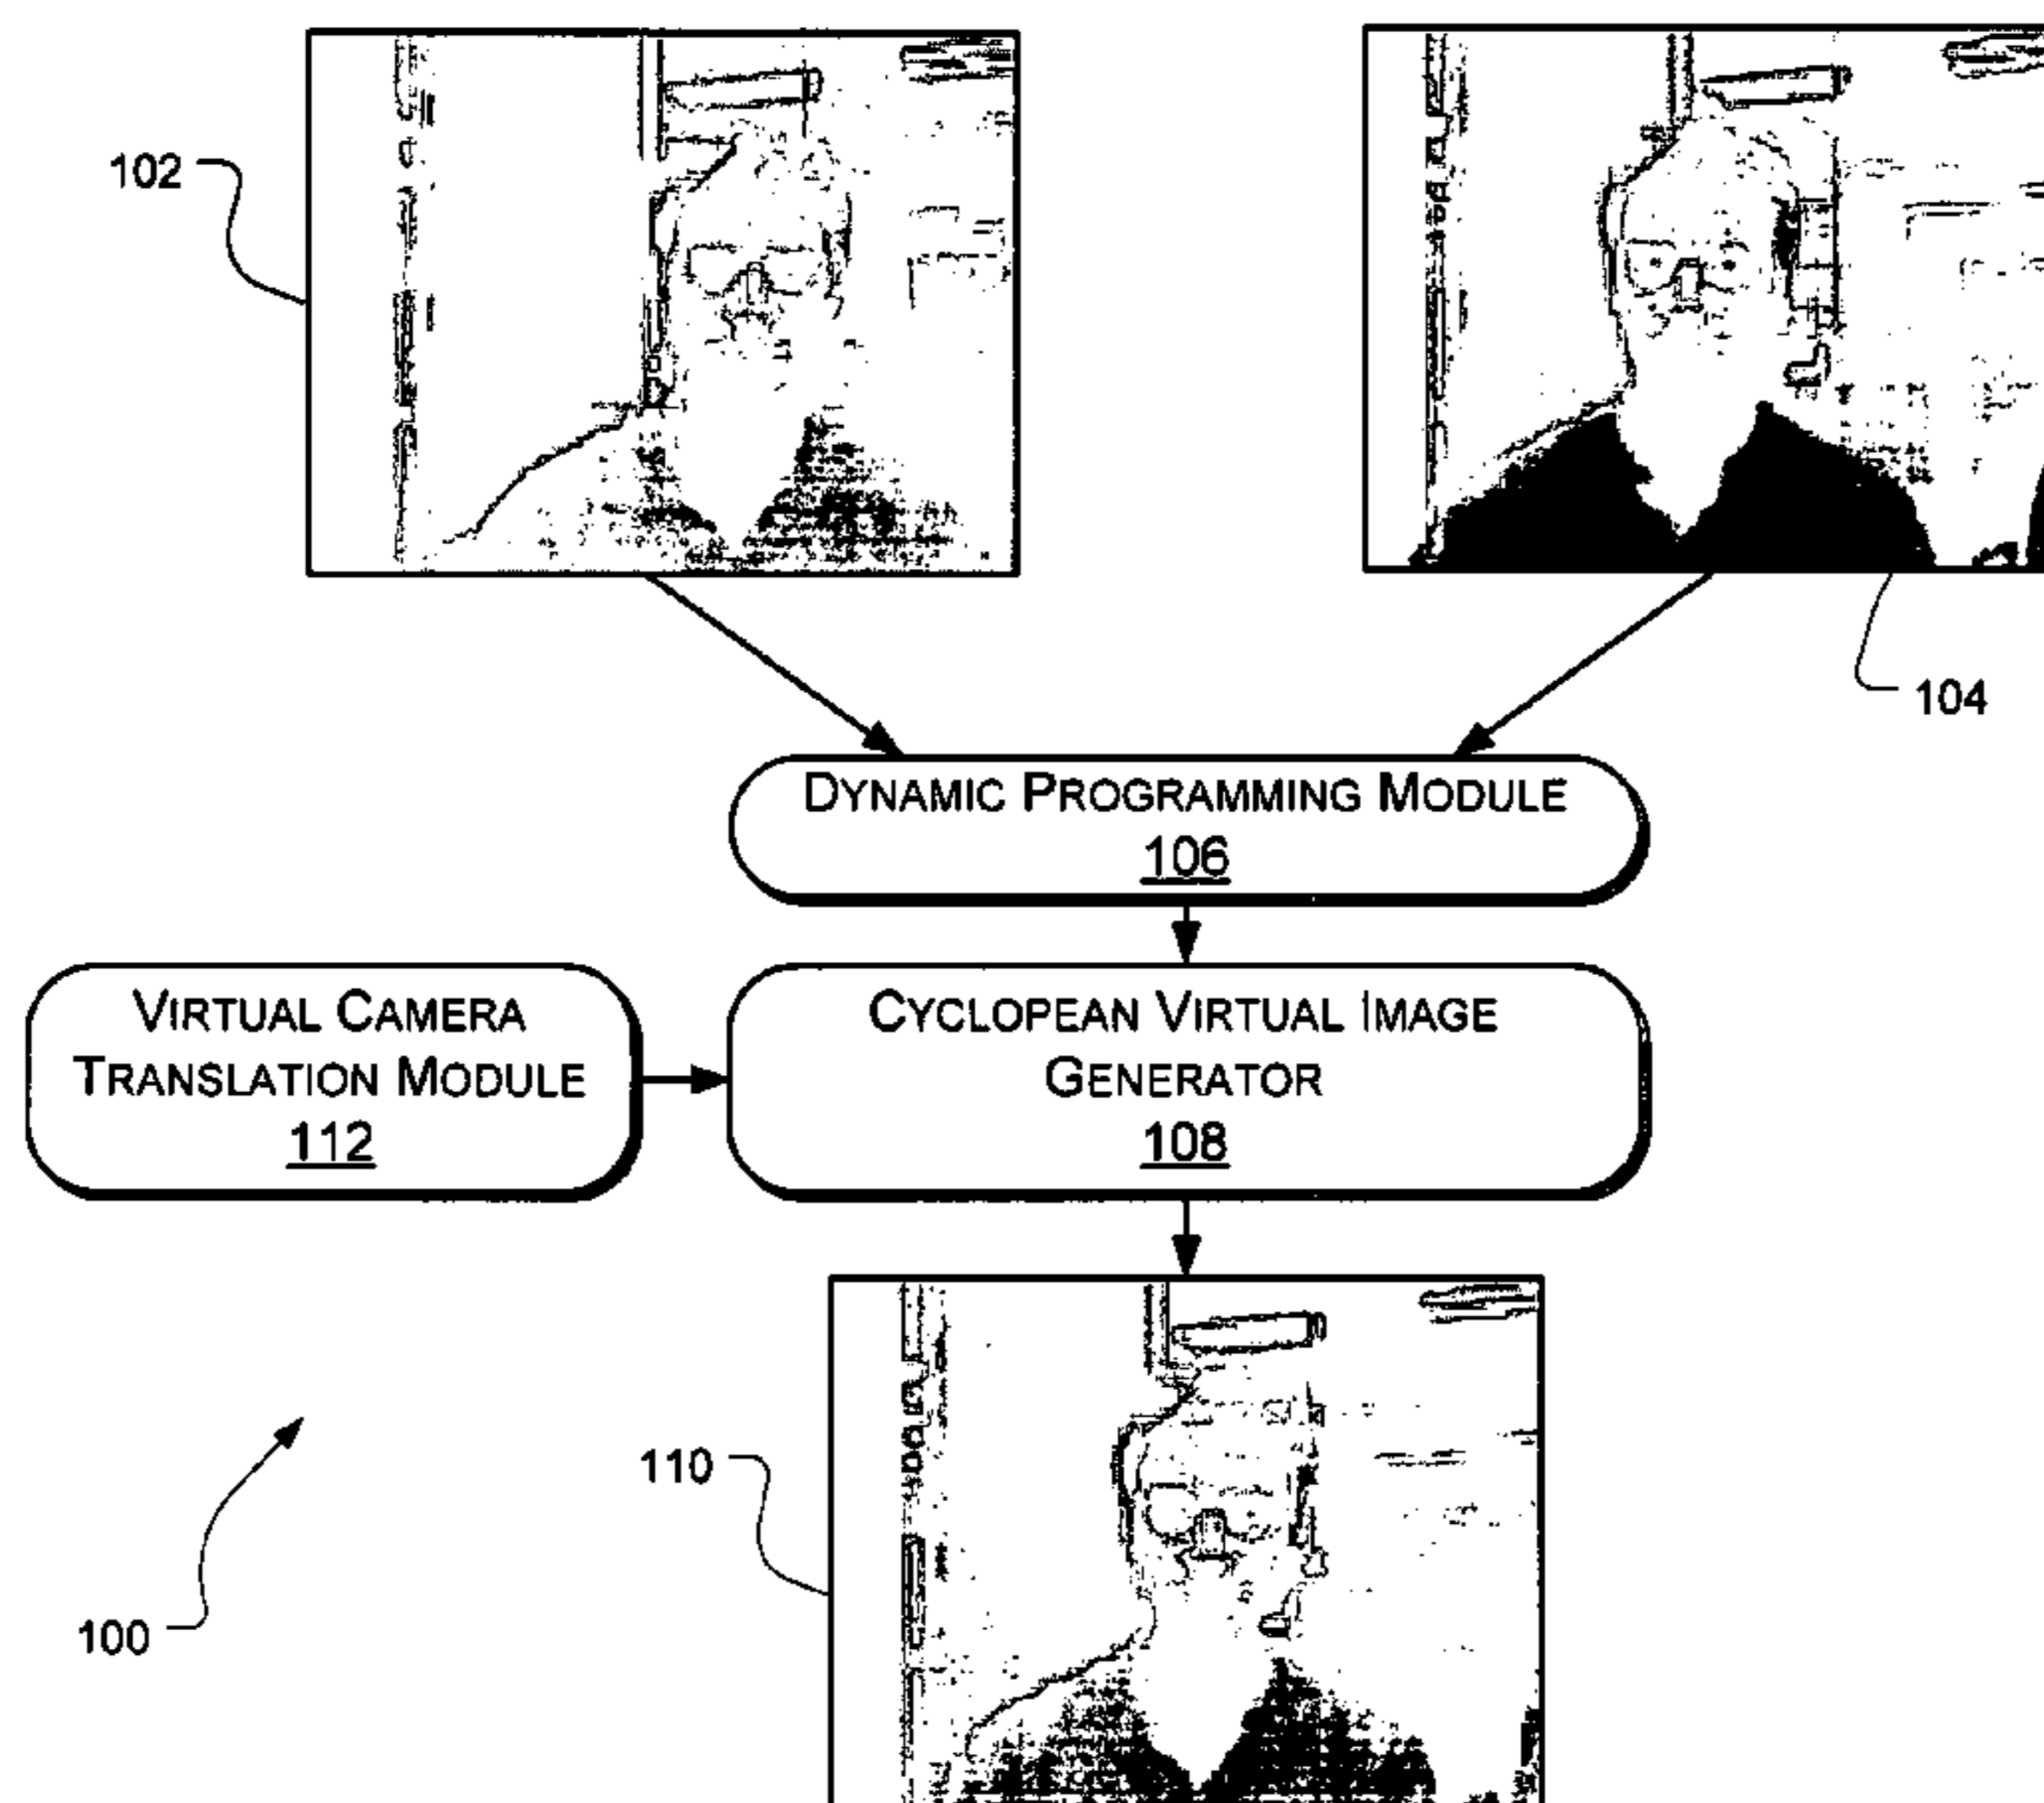 102
104
DYNAMIC PROGRAMMING MODULE
106
VIRTUAL CAMERA
TRANSLATION MODULE
112
CYCLOPEAN VIRTUAL IMAGE
GENERATOR
108
110
100